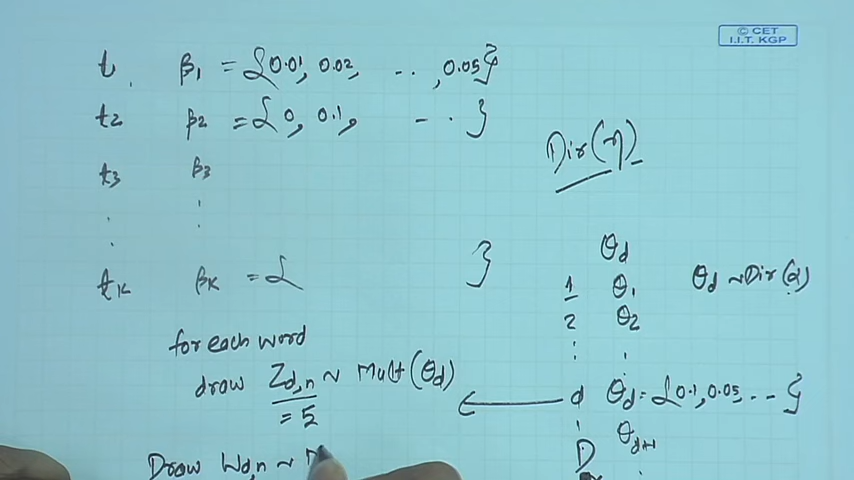 © CET
I.I.T. KGP
t, β1 = {0.01, 0.02, .. , 0.05}
t2 β2 = {0, 0.1, - . }
Dir(η)
t3 β3
: :
tK βK = { }
θd
1 θ1 θd ~ Dir(α)
2 θ2
: :
for each word
draw Zd,n ~ Mult(θd)
= 5
d θd = {0.1, 0.05, - - }
θd+1
D
Draw Wd,n ~